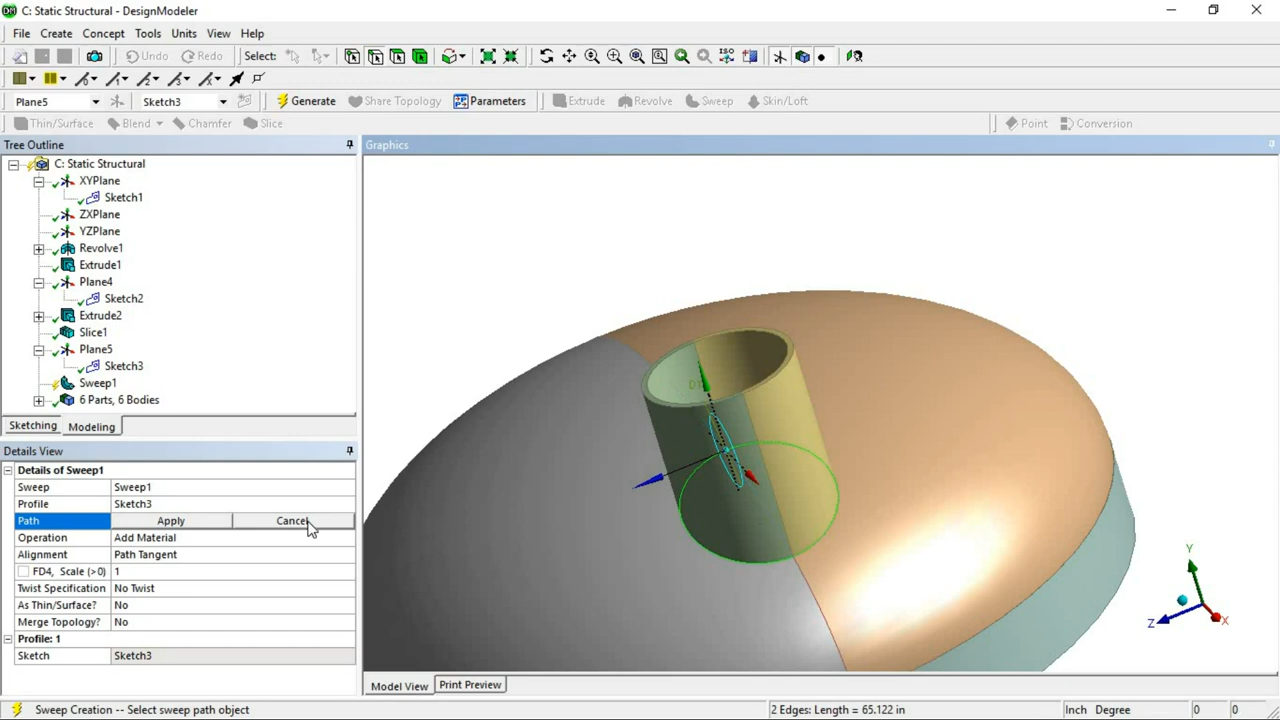 C: Static Structural - DesignModeler
File Create Concept Tools Units View Help
Undo Redo Select: ISO
Plane5 Sketch3 Generate Share Topology Parameters Extrude Revolve Sweep Skin/Loft
Thin/Surface Blend Chamfer Slice Point Conversion
Tree Outline
Graphics
C: Static Structural
XYPlane
Sketch1
ZXPlane
YZPlane
Revolve1
Extrude1
Plane4
Sketch2
Extrude2
Slice1
Plane5
Sketch3
Sweep1
6 Parts, 6 Bodies
Sketching Modeling
Details View
Details of Sweep1
Sweep Sweep1
Profile Sketch3
Path Apply Cancel
Operation Add Material
Alignment Path Tangent
FD4, Scale (>0) 1
Twist Specification No Twist
As Thin/Surface? No
Merge Topology? No
Profile: 1
Sketch Sketch3
Y
Z
X
Model View Print Preview
Sweep Creation -- Select sweep path object 2 Edges: Length = 65.122 in Inch Degree 0 0